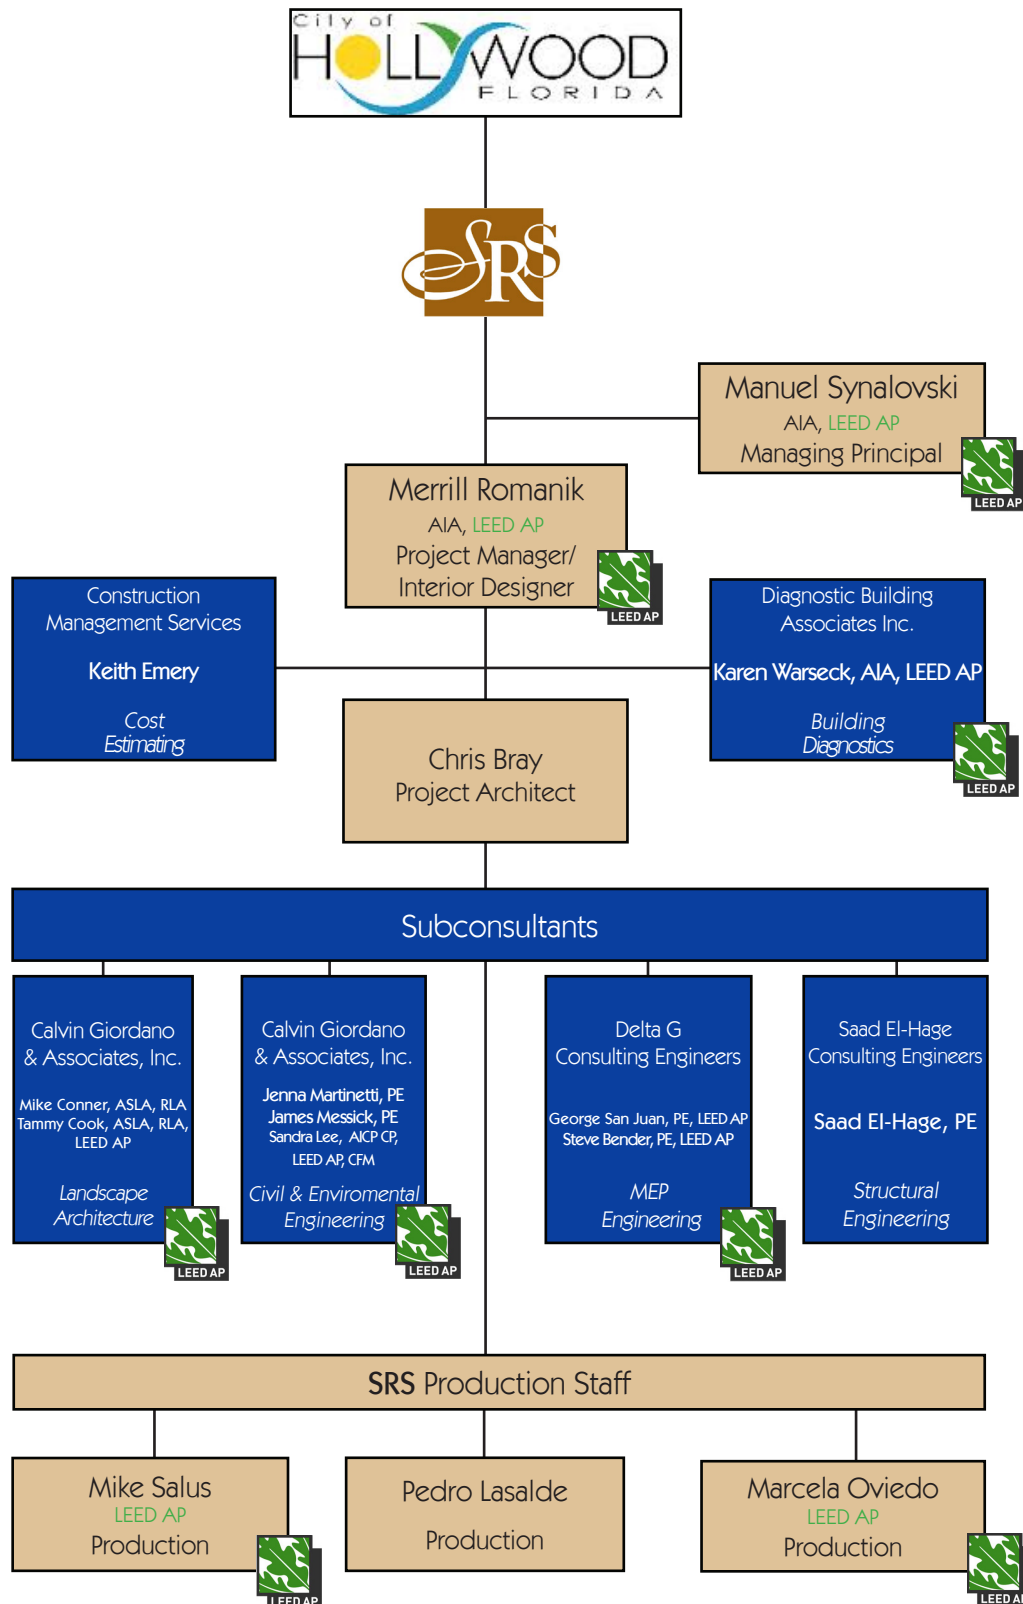 City of
HOLLYWOOD
FLORIDA
SRS
Manuel Synalovski
AIA, LEED AP
Managing Principal
LEED AP
Merrill Romanik
AIA, LEED AP
Project Manager/
Interior Designer
LEED AP
Construction
Management Services
Keith Emery
Cost
Estimating
Diagnostic Building
Associates Inc.
Karen Warseck, AIA, LEED AP
Building
Diagnostics
LEED AP
Chris Bray
Project Architect
Subconsultants
Calvin Giordano
& Associates, Inc.
Mike Conner, ASLA, RLA
Tammy Cook, ASLA, RLA,
LEED AP
Landscape
Architecture
LEED AP
Calvin Giordano
& Associates, Inc.
Jenna Martinetti, PE
James Messick, PE
Sandra Lee, AICP CP,
LEED AP, CFM
Civil & Enviromental
Engineering
LEED AP
Delta G
Consulting Engineers
George San Juan, PE, LEED AP
Steve Bender, PE, LEED AP
MEP
Engineering
LEED AP
Saad El-Hage
Consulting Engineers
Saad El-Hage, PE
Structural
Engineering
SRS Production Staff
Mike Salus
LEED AP
Production
LEED AP
Pedro Lasalde
Production
Marcela Oviedo
LEED AP
Production
LEED AP